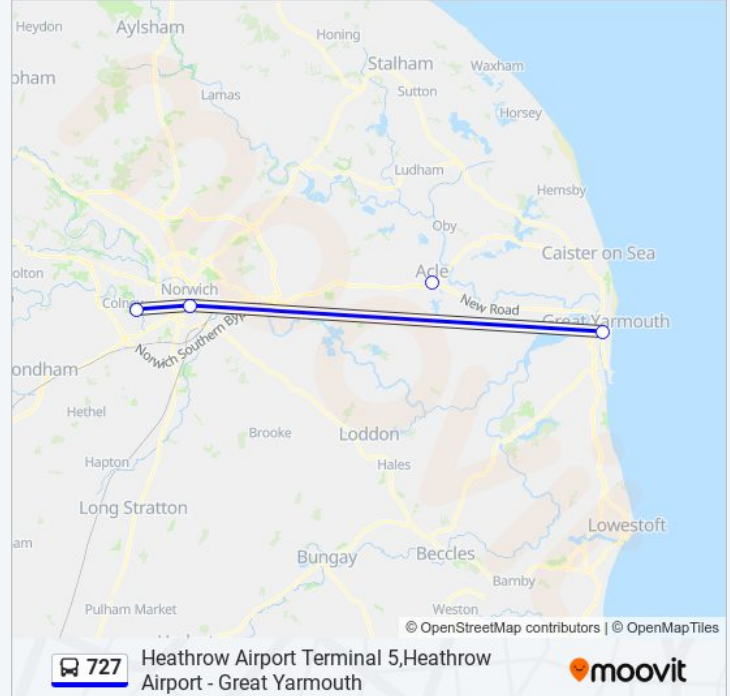 Heydon
Aylsham
Honing
Stalham
Waxham
pham
Sutton
Lamas
Horsey
Ludham
Hemsby
Oby
Caister on Sea
Acle
olton
Norwich
New Road
Colney
Great Yarmouth
Norwich Southern Byp
ondham
Hethel
Brooke
Loddon
Hapton
Hales
Long Stratton
Lowestoft
am
Bungay
Beccles
Barnby
Pulham Market
Weston
© OpenStreetMap contributors | © OpenMapTiles
727
Heathrow Airport Terminal 5,Heathrow
Airport - Great Yarmouth
moovit